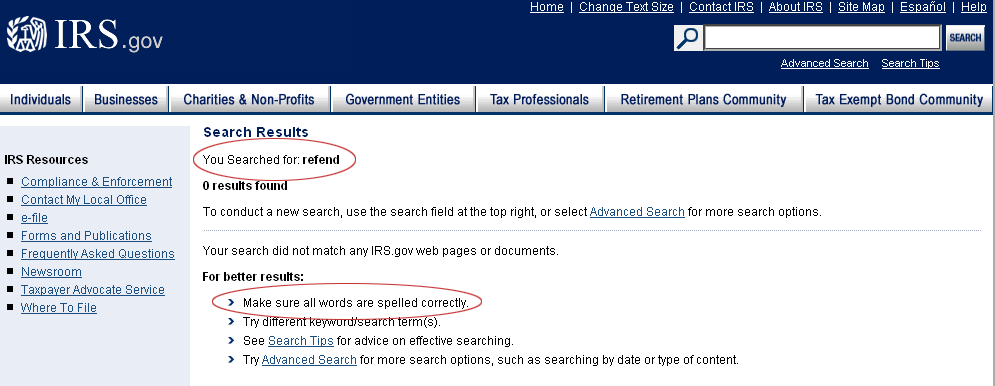 Home | Change Text Size | Contact IRS | About IRS | Site Map | Español | Help
IRS.gov
SEARCH
Advanced Search Search Tips
Individuals Businesses Charities & Non-Profits Government Entities Tax Professionals Retirement Plans Community Tax Exempt Bond Community
IRS Resources
Compliance & Enforcement
Contact My Local Office
e-file
Forms and Publications
Frequently Asked Questions
Newsroom
Taxpayer Advocate Service
Where To File
Search Results
You Searched for: refend
0 results found
To conduct a new search, use the search field at the top right, or select Advanced Search for more search options.
Your search did not match any IRS.gov web pages or documents.
For better results:
Make sure all words are spelled correctly.
Try different keyword/search term(s).
See Search Tips for advice on effective searching.
Try Advanced Search for more search options, such as searching by date or type of content.